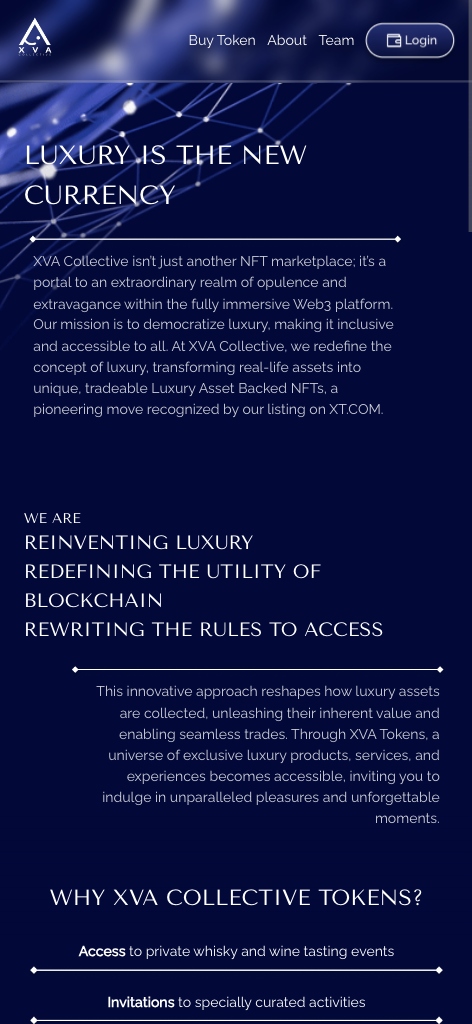 XVA
COLLECTIVE
Buy Token About Team Login
LUXURY IS THE NEW
CURRENCY
XVA Collective isn't just another NFT marketplace; it's a
portal to an extraordinary realm of opulence and
extravagance within the fully immersive Web3 platform.
Our mission is to democratize luxury, making it inclusive
and accessible to all. At XVA Collective, we redefine the
concept of luxury, transforming real-life assets into
unique, tradeable Luxury Asset Backed NFTs, a
pioneering move recognized by our listing on XT.COM.
WE ARE
REINVENTING LUXURY
REDEFINING THE UTILITY OF
BLOCKCHAIN
REWRITING THE RULES TO ACCESS
This innovative approach reshapes how luxury assets
are collected, unleashing their inherent value and
enabling seamless trades. Through XVA Tokens, a
universe of exclusive luxury products, services, and
experiences becomes accessible, inviting you to
indulge in unparalleled pleasures and unforgettable
moments.
WHY XVA COLLECTIVE TOKENS?
Access to private whisky and wine tasting events
Invitations to specially curated activities